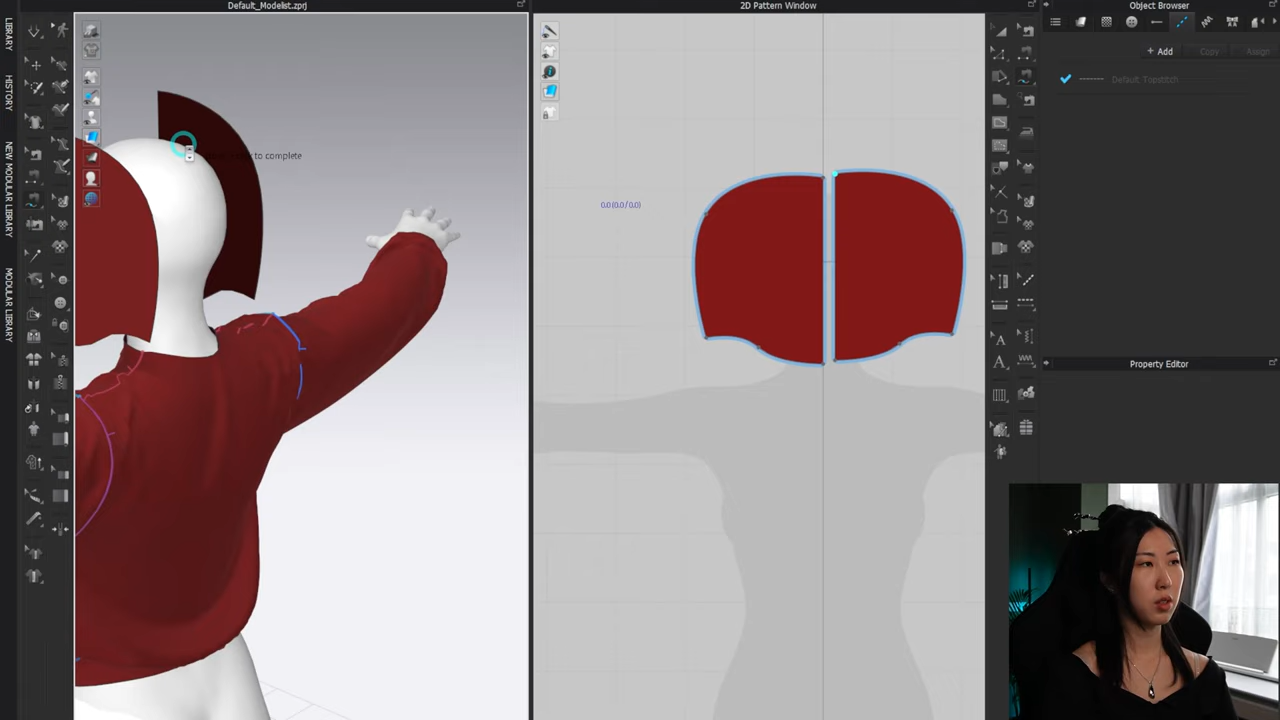 Default_Modelist.zprj
2D Pattern Window
Object Browser
LIBRARY
HISTORY
NEW MODULAR LIBRARY
MODULAR LIBRARY
+ Add
Copy
Assign
Default Topstitch
to complete
0.0(0.0/0.0)
Property Editor